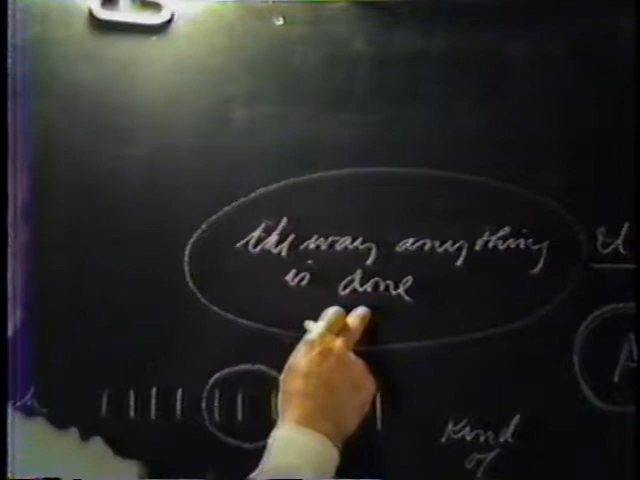 the way anything
is done
Kind
of